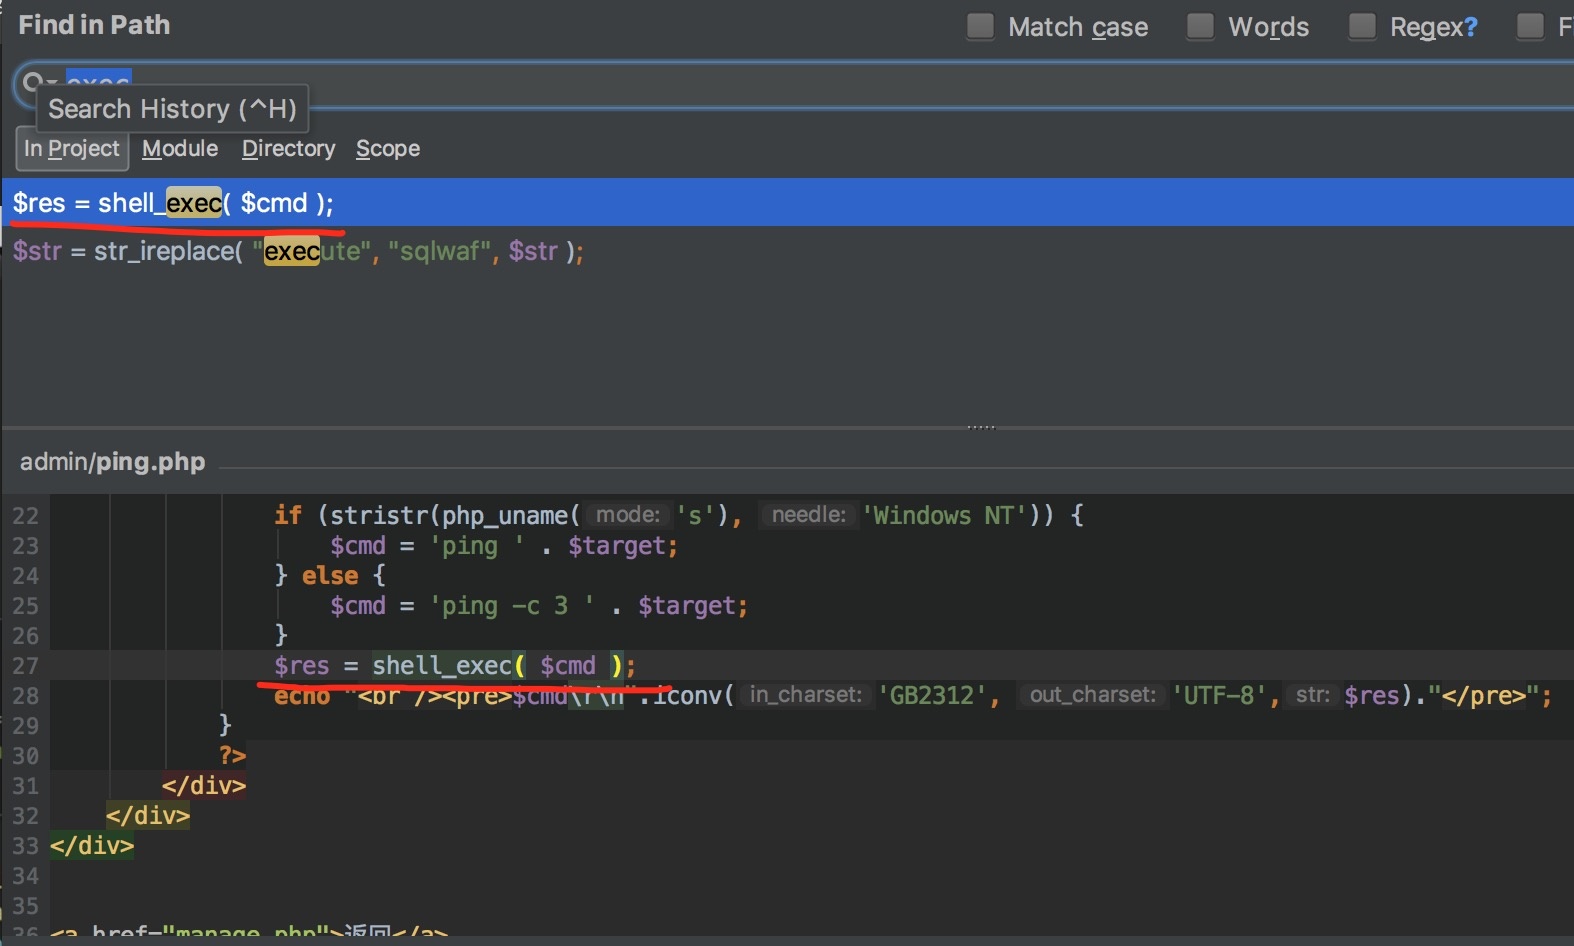 Find in Path
Match case Words Regex? F
exec
Search History (^H)
In Project Module Directory Scope
$res = shell_exec( $cmd );
$str = str_ireplace( "execute", "sqlwaf", $str );
admin/ping.php
22 if (stristr(php_uname( mode: 's'), needle: 'Windows NT')) {
23 $cmd = 'ping ' . $target;
24 } else {
25 $cmd = 'ping -c 3 ' . $target;
26 }
27 $res = shell_exec( $cmd );
28 echo "<br /><pre>$cmd\r\n".iconv( in_charset: 'GB2312', out_charset: 'UTF-8', str: $res)."</pre>";
29 }
30 ?>
31 </div>
32 </div>
33 </div>
34
35
36 <a href="manage.php">返回</a>